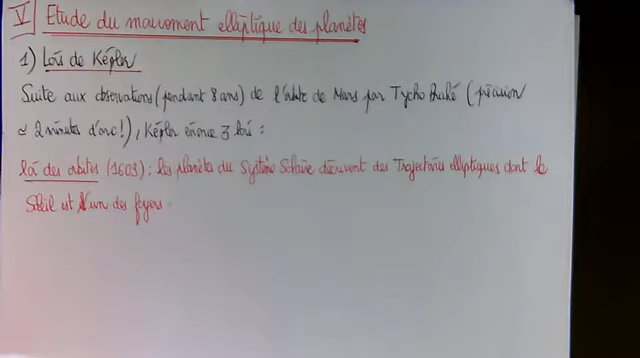 V Etude du mouvement elliptique des planètes
1) Lois de Képler
Suite aux observations (pendant 8 ans) de l'orbite de Mars par Tycho Brahé (précision
≃ 2 minutes d'arc!), Képler énonce 3 lois :
loi des orbites (1609) : les planètes du Système Solaire décrivent des Trajectoires elliptiques dont le
Soleil est l'un des foyers.